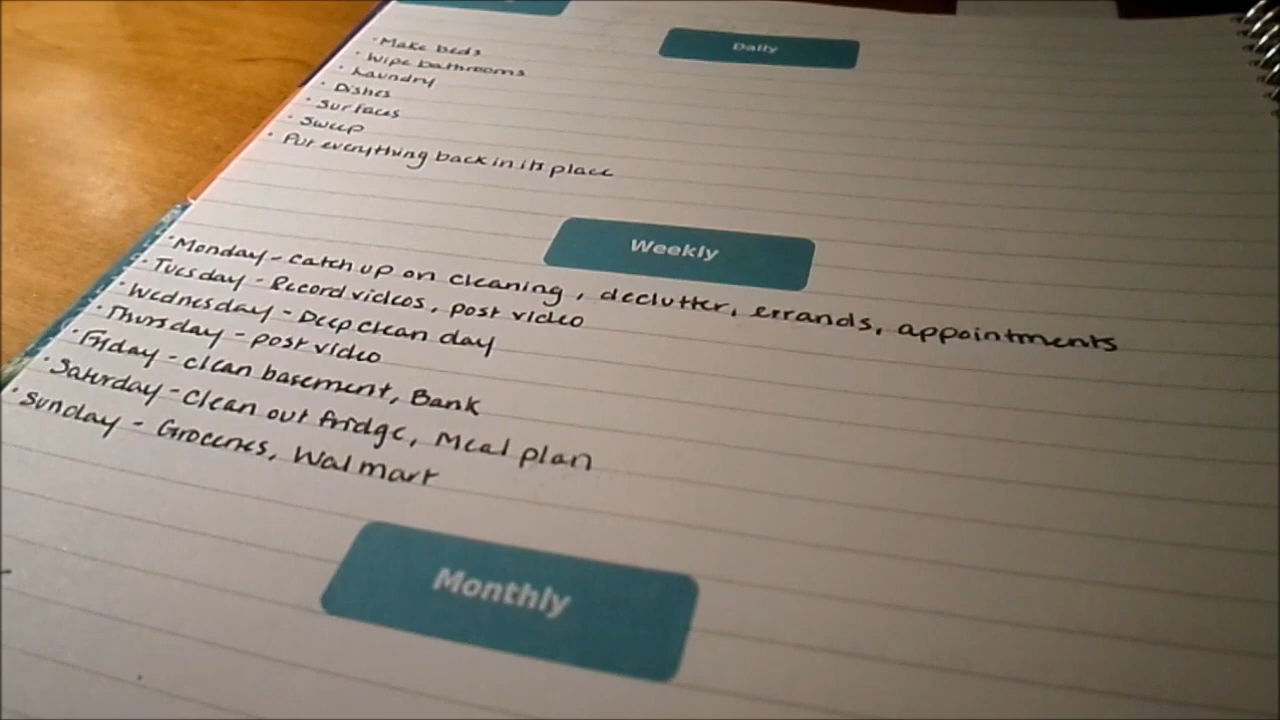 Daily
· Make beds
· Wipe bathrooms
· Laundry
· Dishes
· Surfaces
· Sweep
· Put everything back in its place
Weekly
· Monday - catch up on cleaning, declutter, errands, appointments
· Tuesday - Record videos, post video
· Wednesday - Deep clean day
· Thursday - post video
· Friday - clean basement, Bank
· Saturday - Clean out fridge, Meal plan
· Sunday - Groceries, Walmart
Monthly